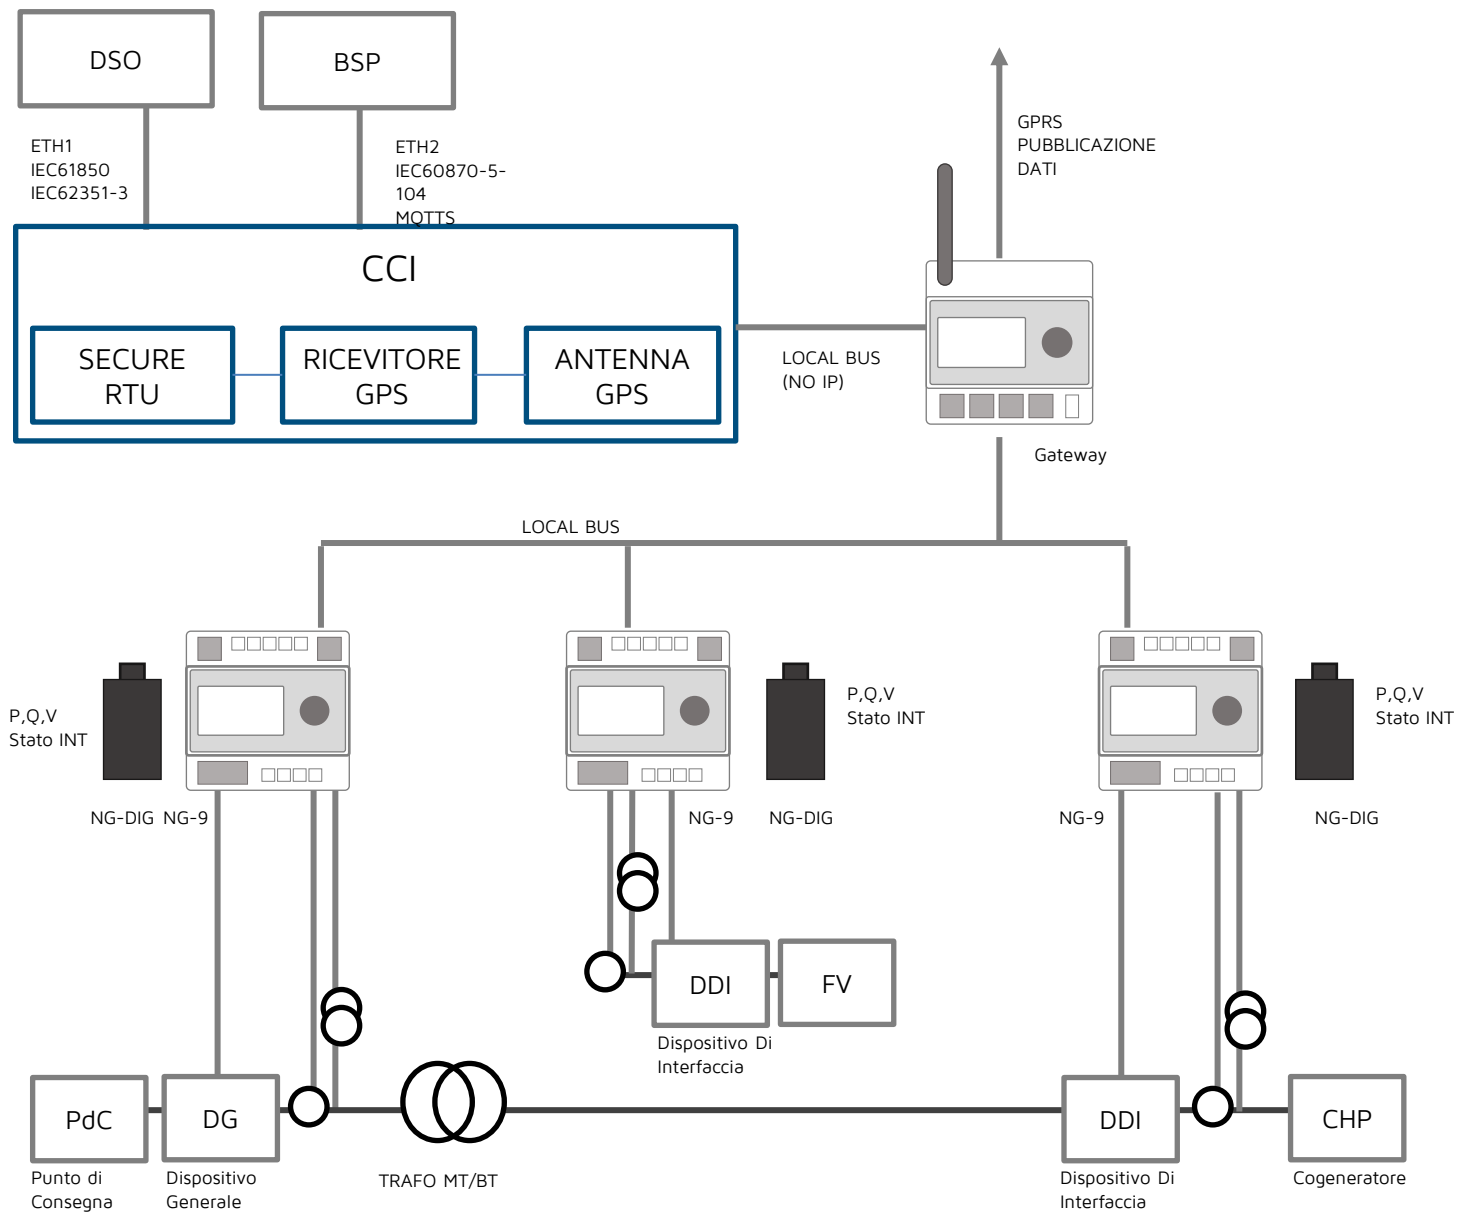 DSO
BSP
ETH1
IEC61850
IEC62351-3
ETH2
IEC60870-5-
104
MQTTS
GPRS
PUBBLICAZIONE
DATI
CCI
SECURE
RTU
RICEVITORE
GPS
ANTENNA
GPS
LOCAL BUS
(NO IP)
Gateway
LOCAL BUS
P,Q,V
Stato INT
P,Q,V
Stato INT
P,Q,V
Stato INT
NG-DIG NG-9
NG-9
NG-DIG
NG-9
NG-DIG
DDI
FV
Dispositivo Di
Interfaccia
PdC
DG
DDI
CHP
Punto di
Consegna
Dispositivo
Generale
TRAFO MT/BT
Dispositivo Di
Interfaccia
Cogeneratore